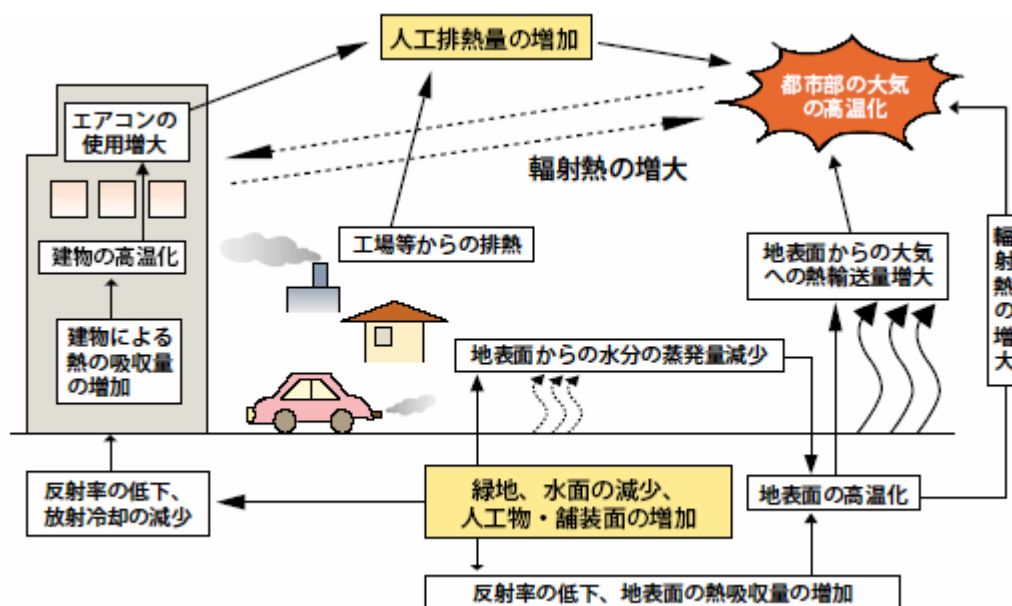 人工排熱量の増加
都市部の大気
の高温化
エアコンの
使用増大
輻射熱の増大
工場等からの排熱
建物の高温化
地表面からの大気
への熱輸送量増大
輻射熱の増大
建物による
熱の吸収量
の増加
地表面からの水分の蒸発量減少
反射率の低下、
放射冷却の減少
緑地、水面の減少、
人工物・舗装面の増加
地表面の高温化
反射率の低下、地表面の熱吸収量の増加